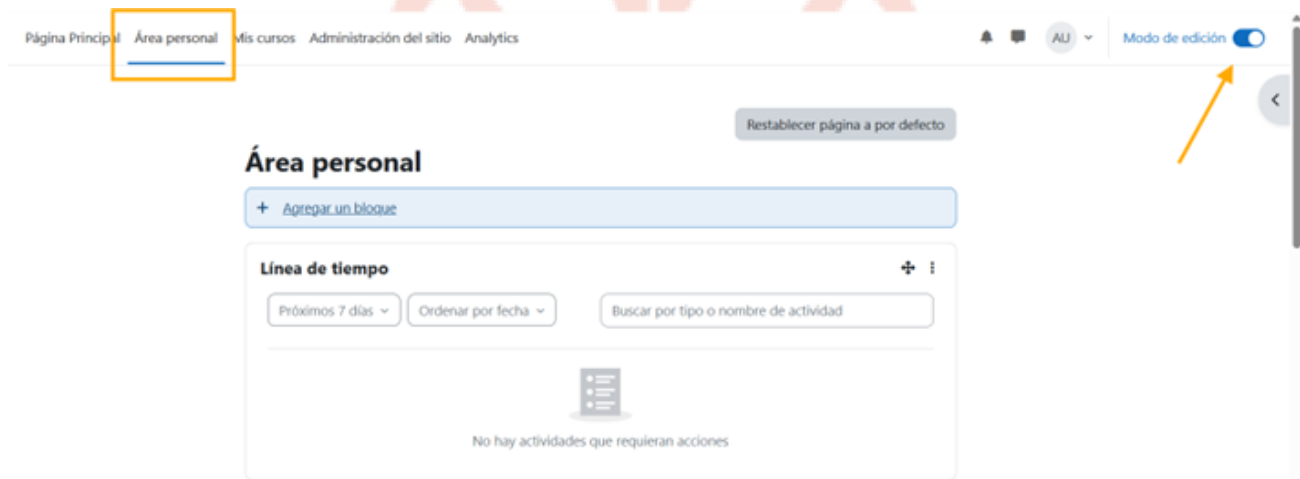 Página Principal Área personal Mis cursos Administración del sitio Analytics AU Modo de edición
Restablecer página a por defecto
Área personal
+ Agregar un bloque
Línea de tiempo
Próximos 7 días Ordenar por fecha Buscar por tipo o nombre de actividad
No hay actividades que requieran acciones